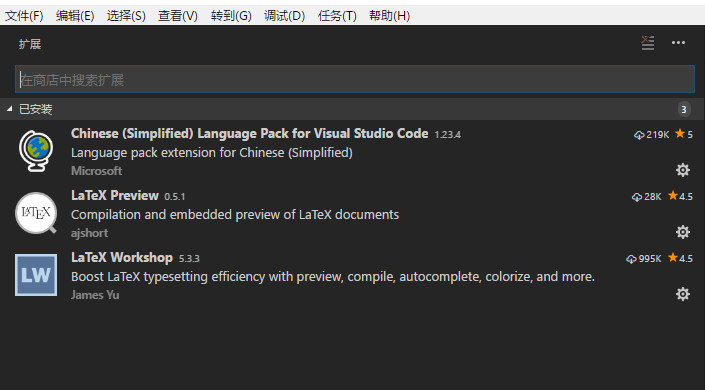 文件(F) 编辑(E) 选择(S) 查看(V) 转到(G) 调试(D) 任务(T) 帮助(H)
扩展
在商店中搜索扩展
已安装 3
Chinese (Simplified) Language Pack for Visual Studio Code 1.23.4 219K 5
Language pack extension for Chinese (Simplified)
Microsoft
LaTeX Preview 0.5.1 28K 4.5
LATEX Compilation and embedded preview of LaTeX documents
ajshort
LaTeX Workshop 5.3.3 995K 4.5
LW Boost LaTeX typesetting efficiency with preview, compile, autocomplete, colorize, and more.
James Yu